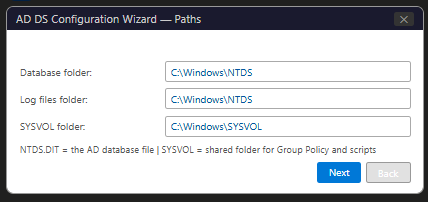 AD DS Configuration Wizard — Paths
Database folder: C:\Windows\NTDS
Log files folder: C:\Windows\NTDS
SYSVOL folder: C:\Windows\SYSVOL
NTDS.DIT = the AD database file | SYSVOL = shared folder for Group Policy and scripts
Next Back